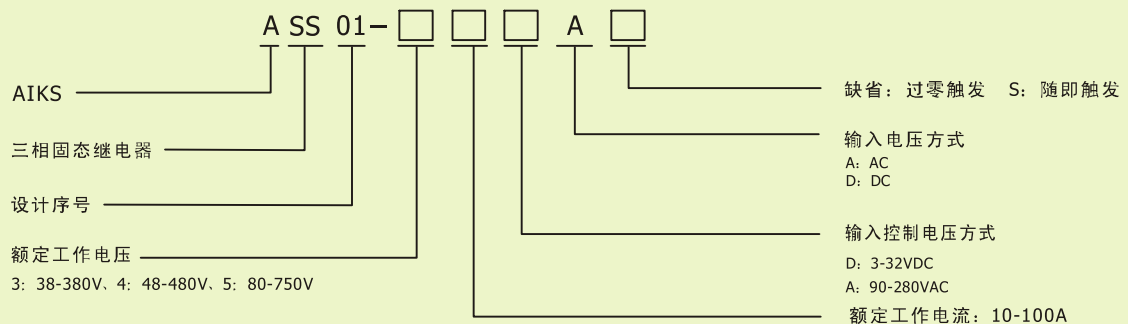 A SS 01-□ □ □ A □
AIKS
三相固态继电器
设计序号
额定工作电压
3：38-380V、4：48-480V、5：80-750V
缺省：过零触发 S：随即触发
输入电压方式
A：AC
D：DC
输入控制电压方式
D：3-32VDC
A：90-280VAC
额定工作电流：10-100A